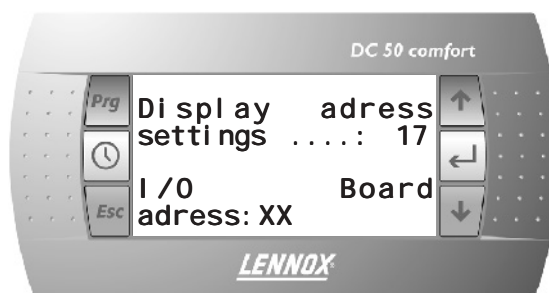 DC 50 comfort
Prg
Display adress
settings ....: 17
I/O Board
adress: XX
Esc
LENNOX